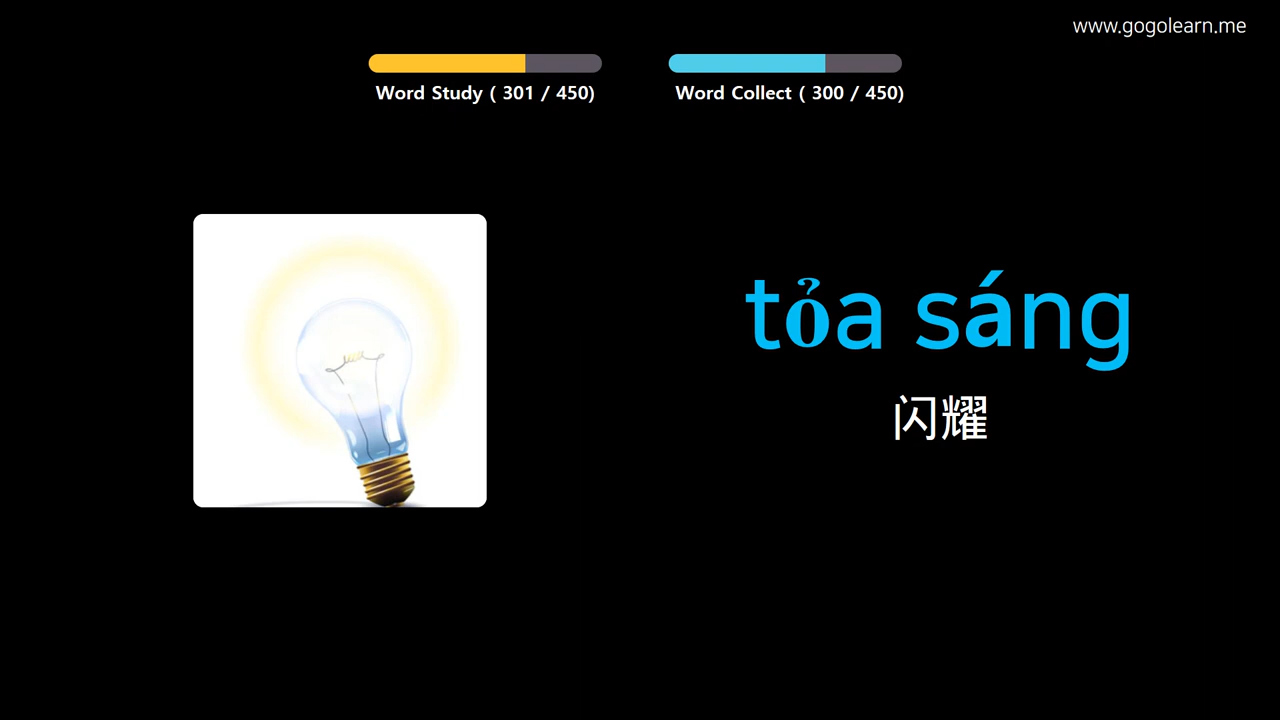 www.gogolearn.me
Word Study ( 301 / 450)
Word Collect ( 300 / 450)
tỏa sáng
闪耀